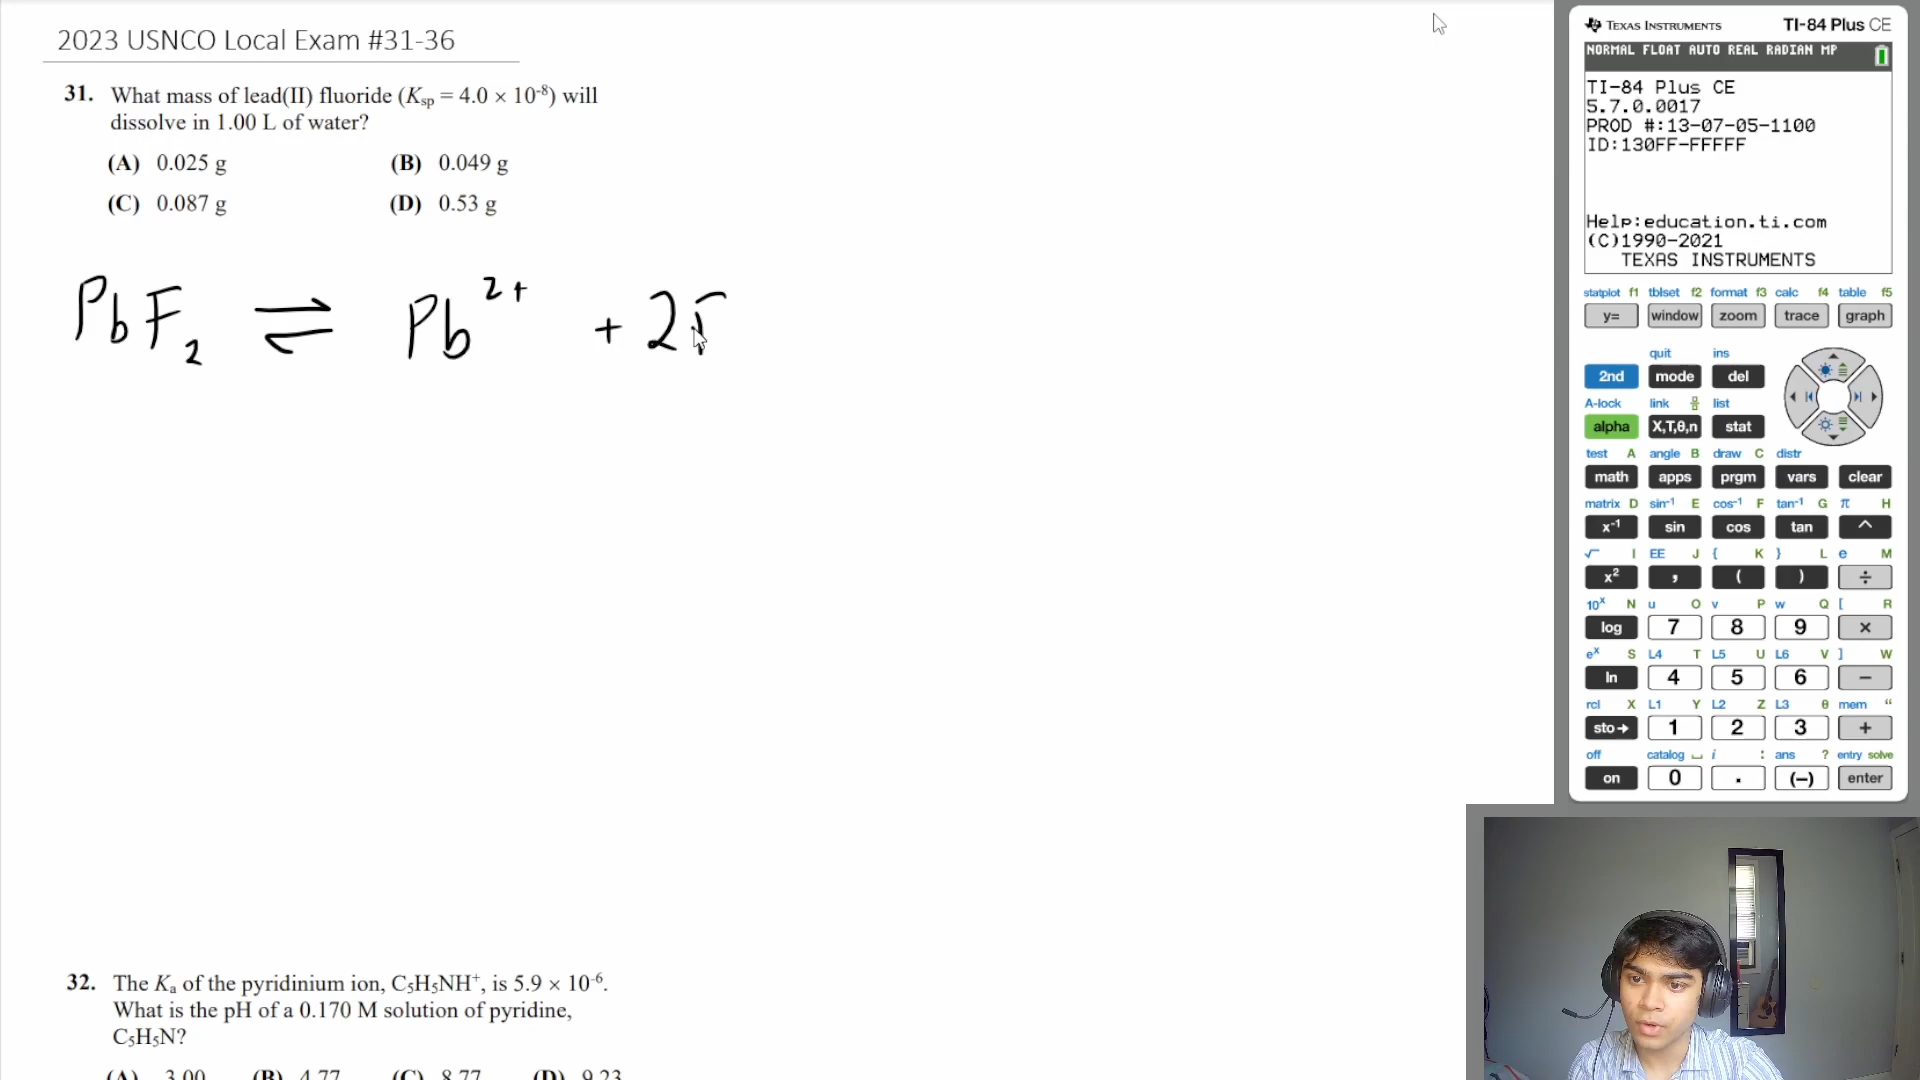 2023 USNCO Local Exam #31-36
31. What mass of lead(II) fluoride (Ksp = 4.0 × 10⁻⁸) will
dissolve in 1.00 L of water?
(A) 0.025 g (B) 0.049 g
(C) 0.087 g (D) 0.53 g
PbF₂ ⇌ Pb²⁺ + 2F
32. The Kₐ of the pyridinium ion, C₅H₅NH⁺, is 5.9 × 10⁻⁶.
What is the pH of a 0.170 M solution of pyridine,
C₅H₅N?
(A) 3.00 (B) 4.77 (C) 8.77 (D) 9.23
TEXAS INSTRUMENTS TI-84 Plus CE
NORMAL FLOAT AUTO REAL RADIAN MP
TI-84 Plus CE
5.7.0.0017
PROD #:13-07-05-1100
ID:130FF-FFFFF
Help:education.ti.com
(C)1990-2021
TEXAS INSTRUMENTS
statplot f1 tblset f2 format f3 calc f4 table f5
y= window zoom trace graph
quit ins
2nd mode del
A-lock link list
alpha X,T,θ,n stat
test A angle B draw C distr
math apps prgm vars clear
matrix D sin⁻¹ E cos⁻¹ F tan⁻¹ G π H
x⁻¹ sin cos tan ^
√ I EE J { K } L e M
x² , ( ) ÷
10ˣ N u O v P w Q [ R
log 7 8 9 ×
eˣ S L4 T L5 U L6 V ] W
ln 4 5 6 −
rcl X L1 Y L2 Z L3 θ mem "
sto→ 1 2 3 +
off catalog ⎵ i : ans ? entry solve
on 0 . (−) enter